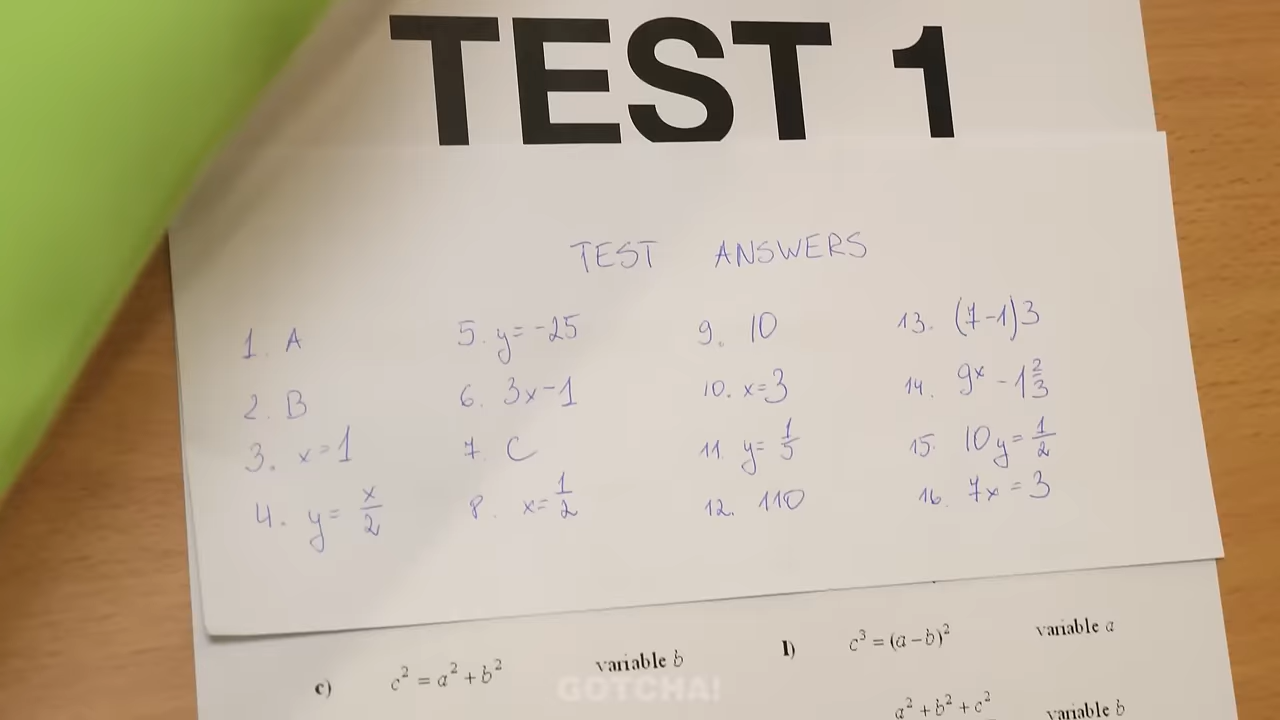 TEST 1
TEST ANSWERS
1. A
2. B
3. x=1
4. y= x/2
5. y= -25
6. 3x-1
7. C
8. x= 1/2
9. 10
10. x=3
11. y= 1/5
12. 110
13. (7-1)3
14. 9ˣ - 1 2/3
15. 10y= 1/2
16. 7x = 3
c) c² = a² + b² variable b
l) c³ = (a-b)² variable a
a² + b² + c² variable b
GOTCHA!